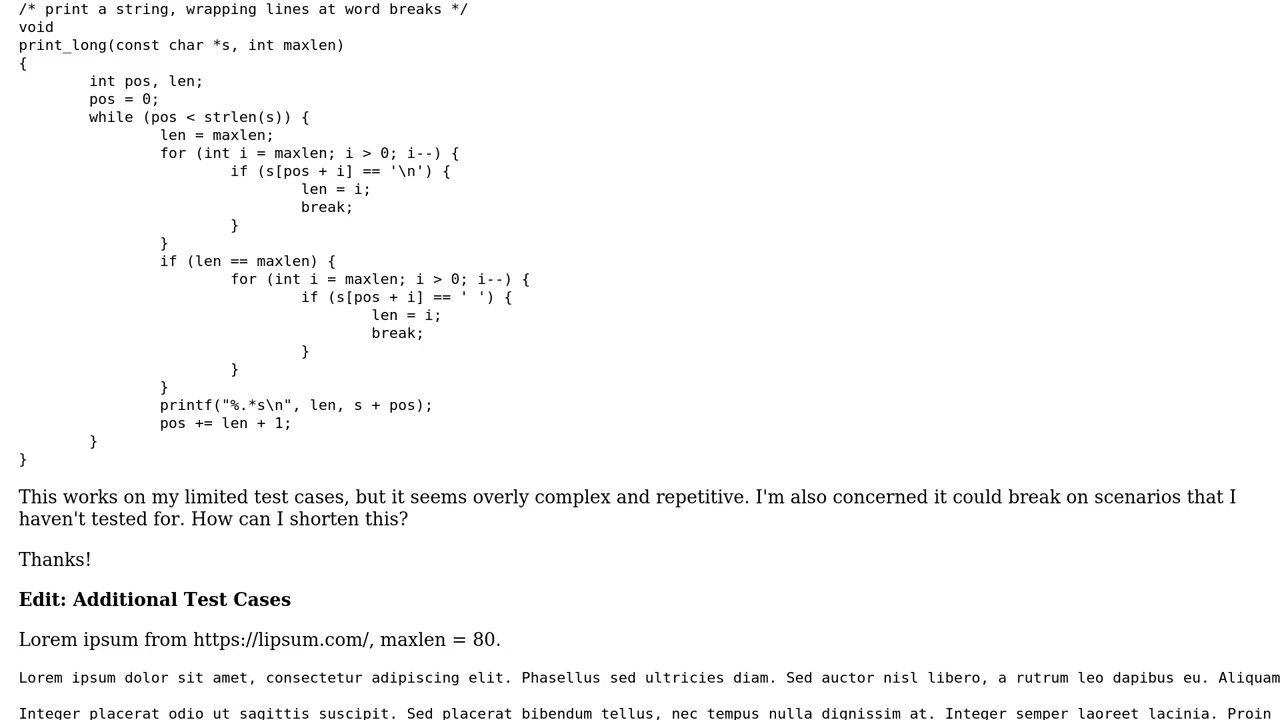 /* print a string, wrapping lines at word breaks */
void
print_long(const char *s, int maxlen)
{
        int pos, len;
        pos = 0;
        while (pos < strlen(s)) {
                len = maxlen;
                for (int i = maxlen; i > 0; i--) {
                        if (s[pos + i] == '\n') {
                                len = i;
                                break;
                        }
                }
                if (len == maxlen) {
                        for (int i = maxlen; i > 0; i--) {
                                if (s[pos + i] == ' ') {
                                        len = i;
                                        break;
                                }
                        }
                }
                printf("%.*s\n", len, s + pos);
                pos += len + 1;
        }
}
This works on my limited test cases, but it seems overly complex and repetitive. I'm also concerned it could break on scenarios that I
haven't tested for. How can I shorten this?
Thanks!
Edit: Additional Test Cases
Lorem ipsum from https://lipsum.com/, maxlen = 80.
Lorem ipsum dolor sit amet, consectetur adipiscing elit. Phasellus sed ultricies diam. Sed auctor nisl libero, a rutrum leo dapibus eu. Aliquam
Integer placerat odio ut sagittis suscipit. Sed placerat bibendum tellus, nec tempus nulla dignissim at. Integer semper laoreet lacinia. Proin